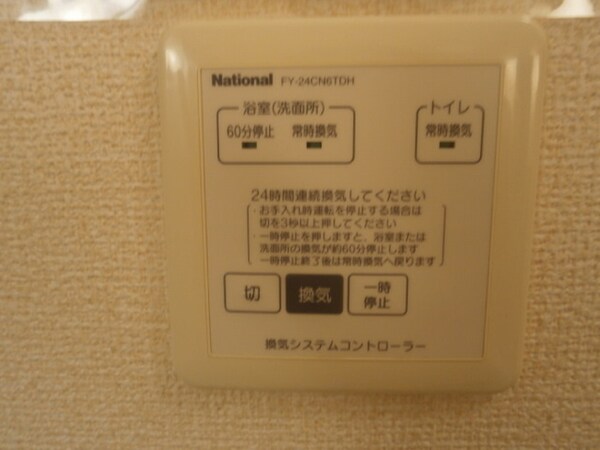 National FY-24CN6TDH
浴室(洗面所) トイレ
60分停止 常時換気 常時換気
24時間連続換気してください
・お手入れ時運転を停止する場合は
切を3秒以上押してください
・一時停止を押しますと、浴室または
洗面所の換気が約60分停止します
一時停止終了後は常時換気へ戻ります
切 換気 一時
停止
換気システムコントローラー